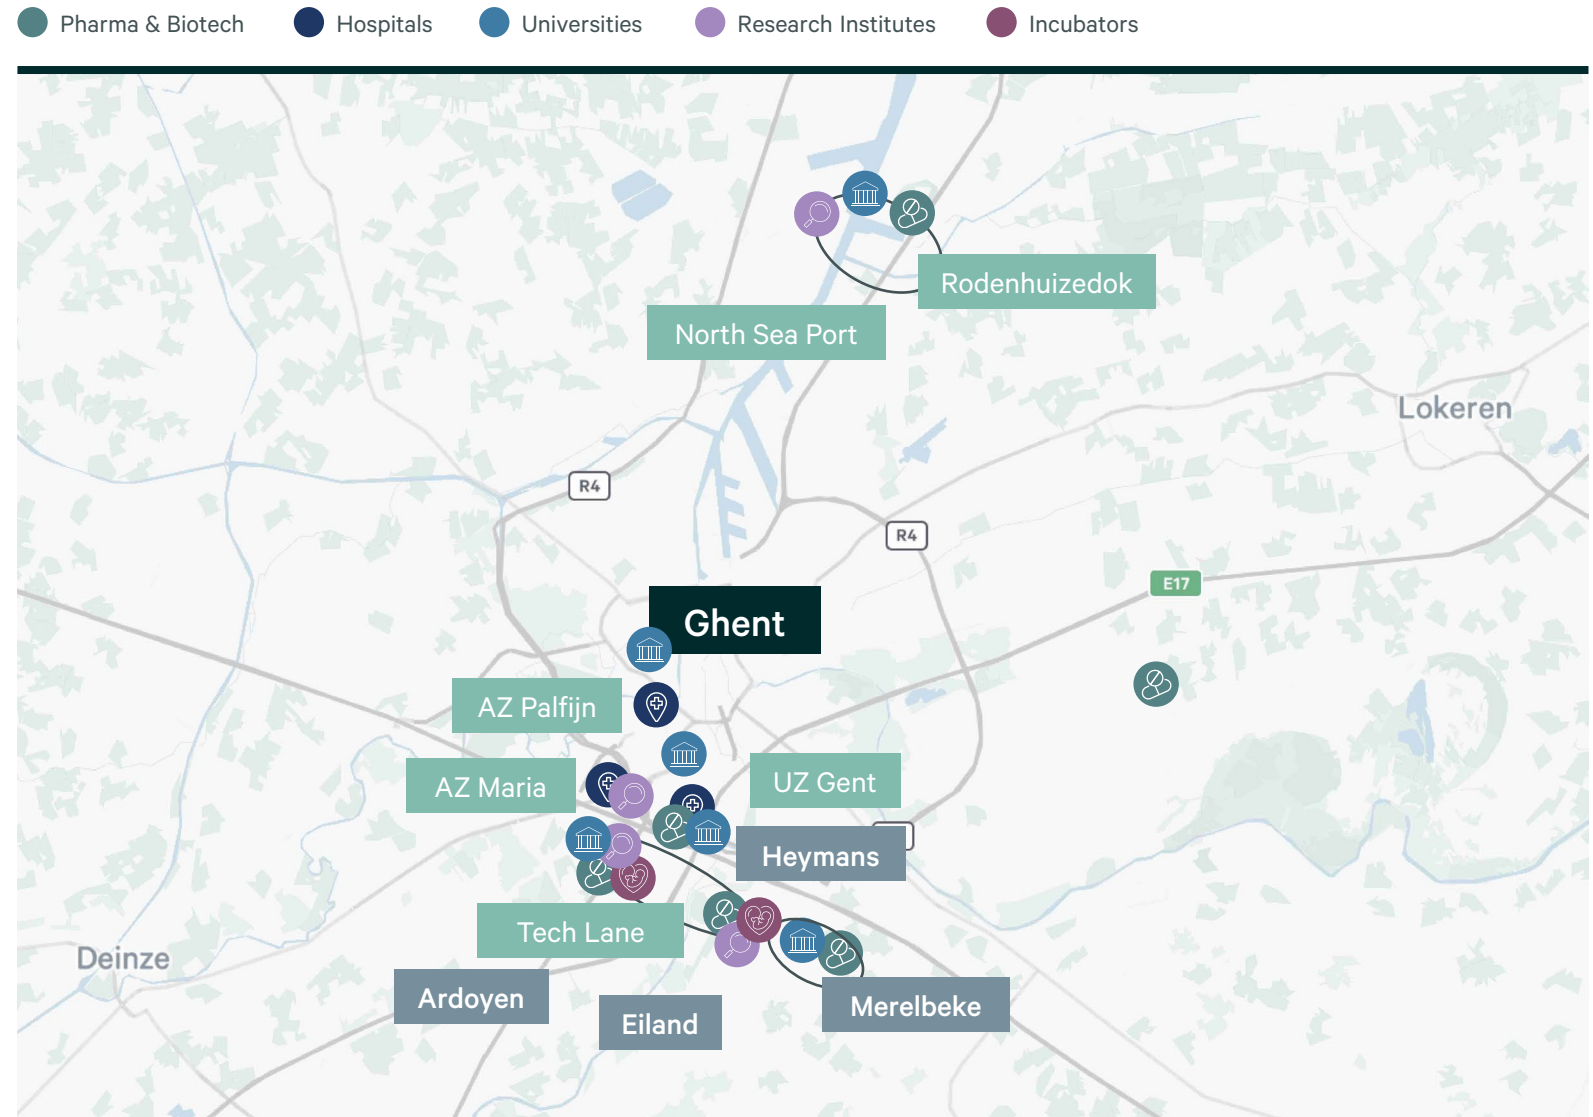 Pharma & Biotech Hospitals Universities Research Institutes Incubators
Rodenhuizedok
North Sea Port
Lokeren
R4
R4
E17
Ghent
AZ Palfijn
AZ Maria
UZ Gent
Heymans
Tech Lane
Deinze
Ardoyen
Merelbeke
Eiland